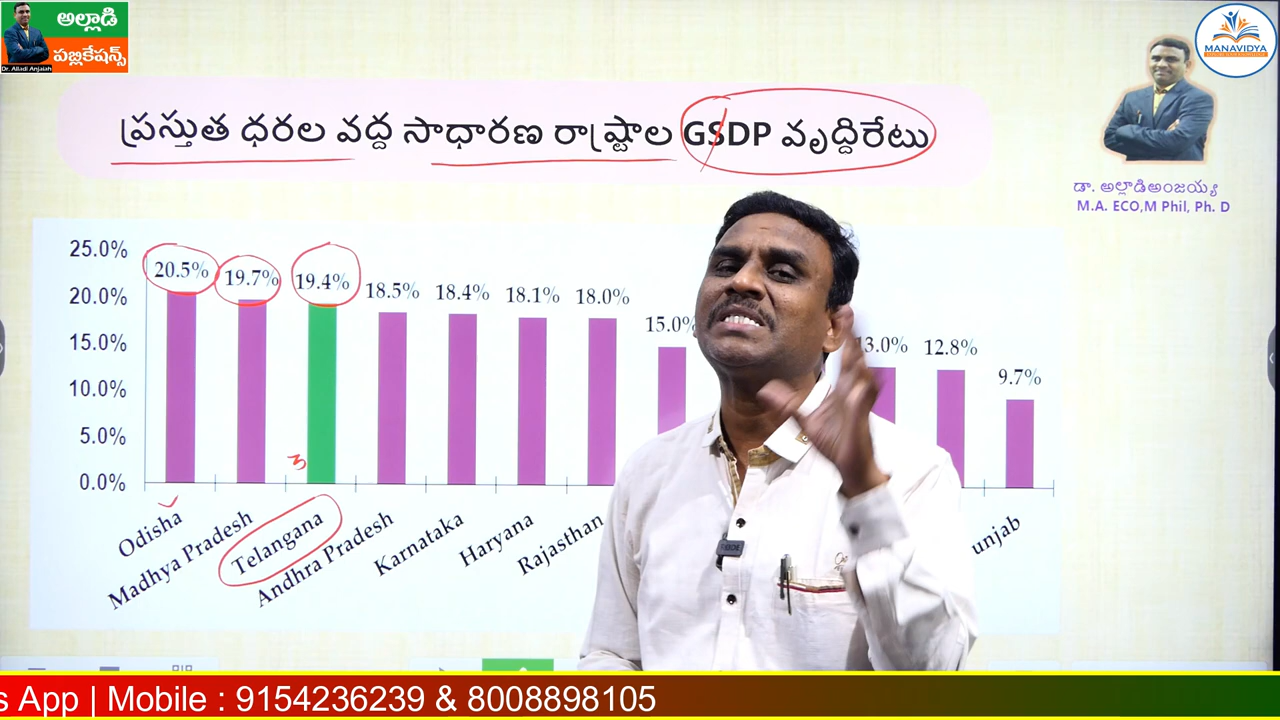 అల్లాడి
పబ్లికేషన్స్
Dr. Alladi Anjaiah
MANAVIDYA
ప్రస్తుత ధరల వద్ద సాధారణ రాష్ట్రాల GSDP వృద్ధిరేటు
డా. అల్లాడి అంజయ్య
M.A. ECO,M Phil, Ph. D
25.0%
20.0%
15.0%
10.0%
5.0%
0.0%
20.5% 19.7% 19.4% 18.5% 18.4% 18.1% 18.0% 15.0% 13.0% 12.8% 9.7%
3
Odisha
Madhya Pradesh
Telangana
Andhra Pradesh
Karnataka
Haryana
Rajasthan
unjab
s App | Mobile : 9154236239 & 8008898105